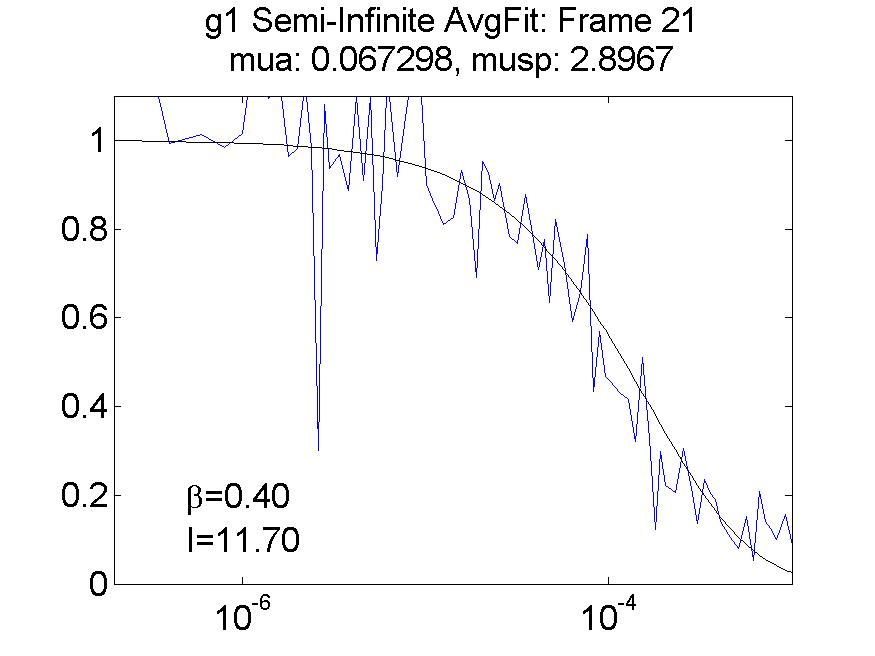 g1 Semi-Infinite AvgFit: Frame 21
mua: 0.067298, musp: 2.8967
1
0.8
0.6
0.4
0.2
0
β=0.40
I=11.70
10^-6
10^-4